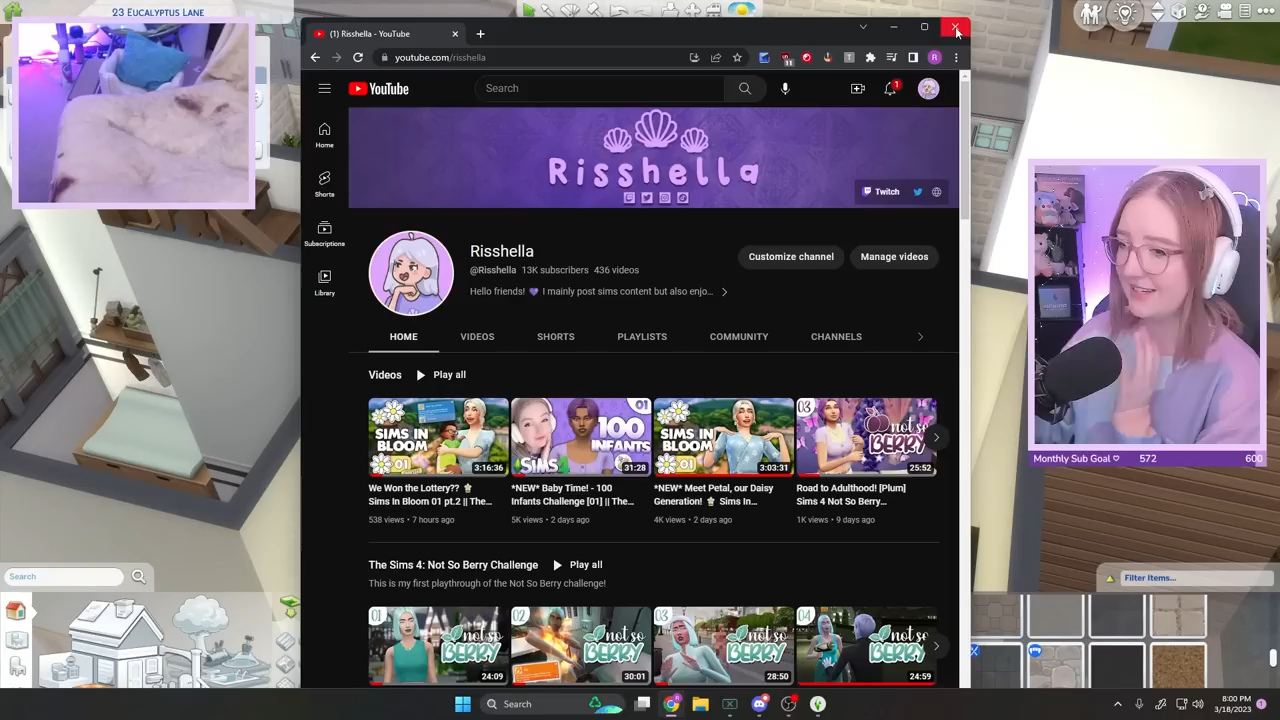 23 EUCALYPTUS LANE
(1) Risshella - YouTube
youtube.com/risshella
11
R
YouTube
Search
1
Home
Shorts
Subscriptions
Library
Risshella
Twitch
Risshella
@Risshella 13K subscribers 436 videos
Hello friends! 💜 I mainly post sims content but also enjo...
Customize channel
Manage videos
HOME
VIDEOS
SHORTS
PLAYLISTS
COMMUNITY
CHANNELS
Videos
Play all
SIMS IN BLOOM 01
3:16:36
01
100 INFANTS
SIMS
31:28
SIMS IN BLOOM 01
3:03:31
03
not so BERRY
25:52
We Won the Lottery?? Sims In Bloom 01 pt.2 || The...
538 views • 7 hours ago
*NEW* Baby Time! - 100 Infants Challenge [01] || The...
5K views • 2 days ago
*NEW* Meet Petal, our Daisy Generation! Sims In...
4K views • 2 days ago
Road to Adulthood! [Plum] Sims 4 Not So Berry...
1K views • 9 days ago
The Sims 4: Not So Berry Challenge
Play all
This is my first playthrough of the Not So Berry challenge!
01
not so BERRY
24:09
02
not so BERRY
30:01
03
not so BERRY
28:50
04
not so BERRY
24:59
Monthly Sub Goal ♡ 572 600
Search
Filter Items...
Search
8:00 PM
3/18/2023
1